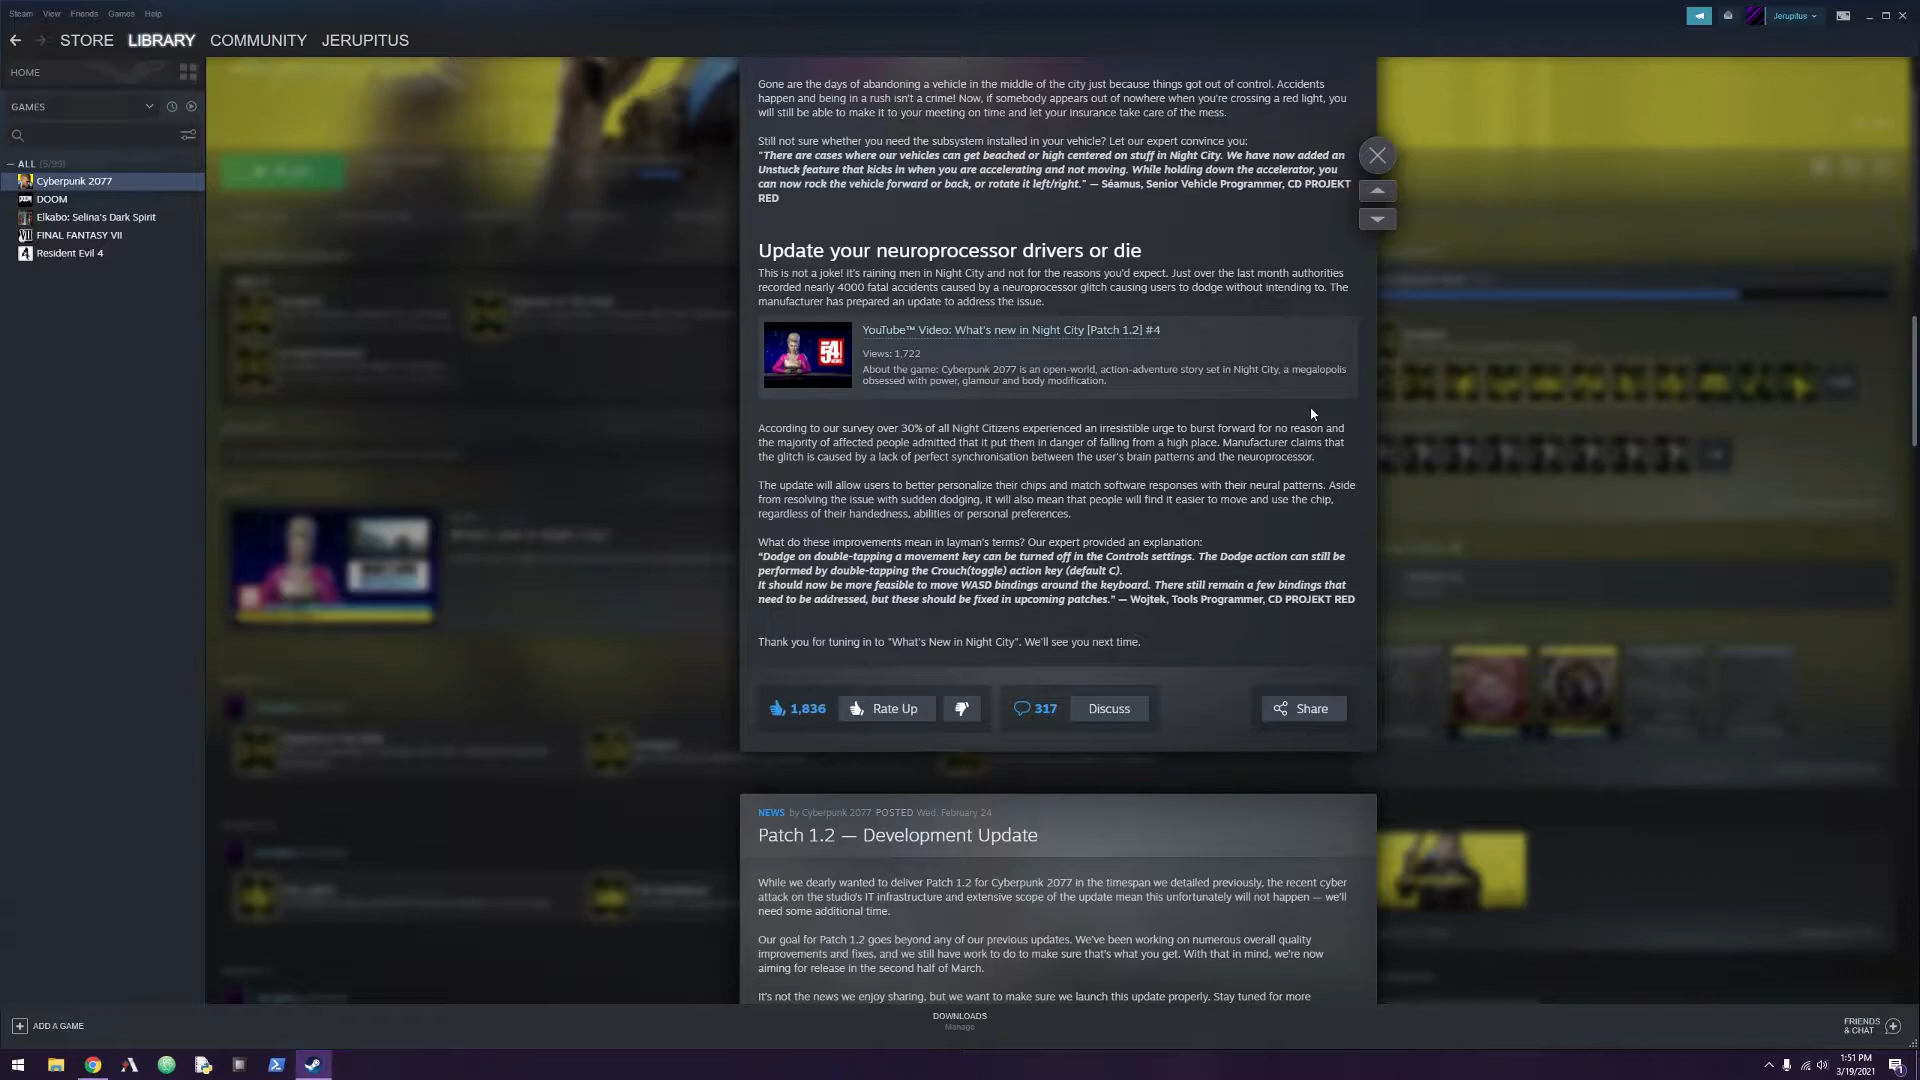 Steam View Friends Games Help
Jerupitus
STORE LIBRARY COMMUNITY JERUPITUS
HOME
GAMES
ALL (5/99)
Cyberpunk 2077
DOOM
Elkabo: Selina's Dark Spirit
FINAL FANTASY VII
Resident Evil 4
Gone are the days of abandoning a vehicle in the middle of the city just because things got out of control. Accidents
happen and being in a rush isn't a crime! Now, if somebody appears out of nowhere when you're crossing a red light, you
will still be able to make it to your meeting on time and let your insurance take care of the mess.
Still not sure whether you need the subsystem installed in your vehicle? Let our expert convince you:
"There are cases where our vehicles can get beached or high centered on stuff in Night City. We have now added an
Unstuck feature that kicks in when you are accelerating and not moving. While holding down the accelerator, you
can now rock the vehicle forward or back, or rotate it left/right." — Séamus, Senior Vehicle Programmer, CD PROJEKT
RED
Update your neuroprocessor drivers or die
This is not a joke! It's raining men in Night City and not for the reasons you'd expect. Just over the last month authorities
recorded nearly 4000 fatal accidents caused by a neuroprocessor glitch causing users to dodge without intending to. The
manufacturer has prepared an update to address the issue.
YouTube™ Video: What's new in Night City [Patch 1.2] #4
Views: 1,722
About the game: Cyberpunk 2077 is an open-world, action-adventure story set in Night City, a megalopolis
obsessed with power, glamour and body modification.
54
NEWS
According to our survey over 30% of all Night Citizens experienced an irresistible urge to burst forward for no reason and
the majority of affected people admitted that it put them in danger of falling from a high place. Manufacturer claims that
the glitch is caused by a lack of perfect synchronisation between the user's brain patterns and the neuroprocessor.
The update will allow users to better personalize their chips and match software responses with their neural patterns. Aside
from resolving the issue with sudden dodging, it will also mean that people will find it easier to move and use the chip,
regardless of their handedness, abilities or personal preferences.
What do these improvements mean in layman's terms? Our expert provided an explanation:
"Dodge on double-tapping a movement key can be turned off in the Controls settings. The Dodge action can still be
performed by double-tapping the Crouch(toggle) action key (default C).
It should now be more feasible to move WASD bindings around the keyboard. There still remain a few bindings that
need to be addressed, but these should be fixed in upcoming patches." — Wojtek, Tools Programmer, CD PROJEKT RED
Thank you for tuning in to "What's New in Night City". We'll see you next time.
1,836 Rate Up 317 Discuss Share
NEWS by Cyberpunk 2077 POSTED Wed, February 24
Patch 1.2 — Development Update
While we dearly wanted to deliver Patch 1.2 for Cyberpunk 2077 in the timespan we detailed previously, the recent cyber
attack on the studio's IT infrastructure and extensive scope of the update mean this unfortunately will not happen — we'll
need some additional time.
Our goal for Patch 1.2 goes beyond any of our previous updates. We've been working on numerous overall quality
improvements and fixes, and we still have work to do to make sure that's what you get. With that in mind, we're now
aiming for release in the second half of March.
It's not the news we enjoy sharing, but we want to make sure we launch this update properly. Stay tuned for more
ADD A GAME
DOWNLOADS
Manage
FRIENDS
& CHAT
1:51 PM
3/19/2021